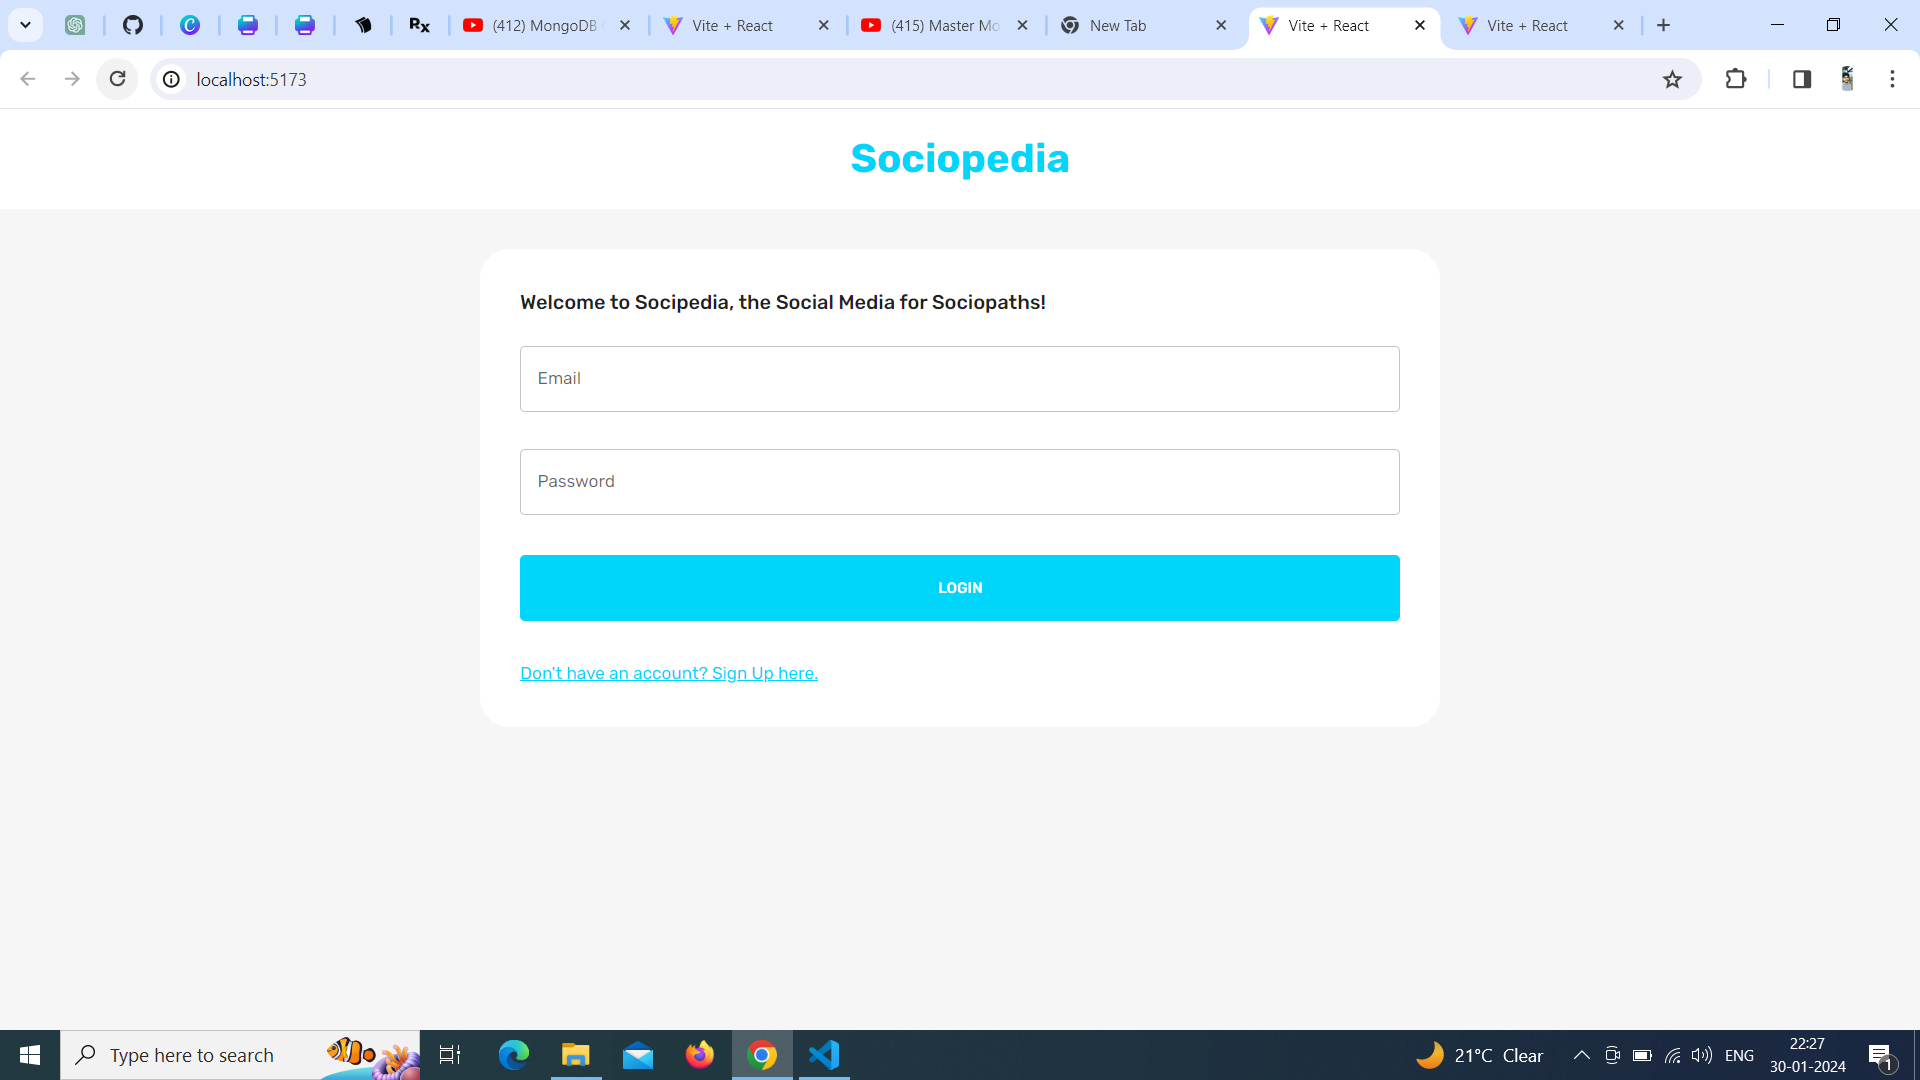 (412) MongoDB
Vite + React
(415) Master Mo
New Tab
Vite + React
Vite + React
localhost:5173
Sociopedia
Welcome to Socipedia, the Social Media for Sociopaths!
Email
Password
LOGIN
Don't have an account? Sign Up here.
Type here to search
21°C Clear
ENG
22:27
30-01-2024
1